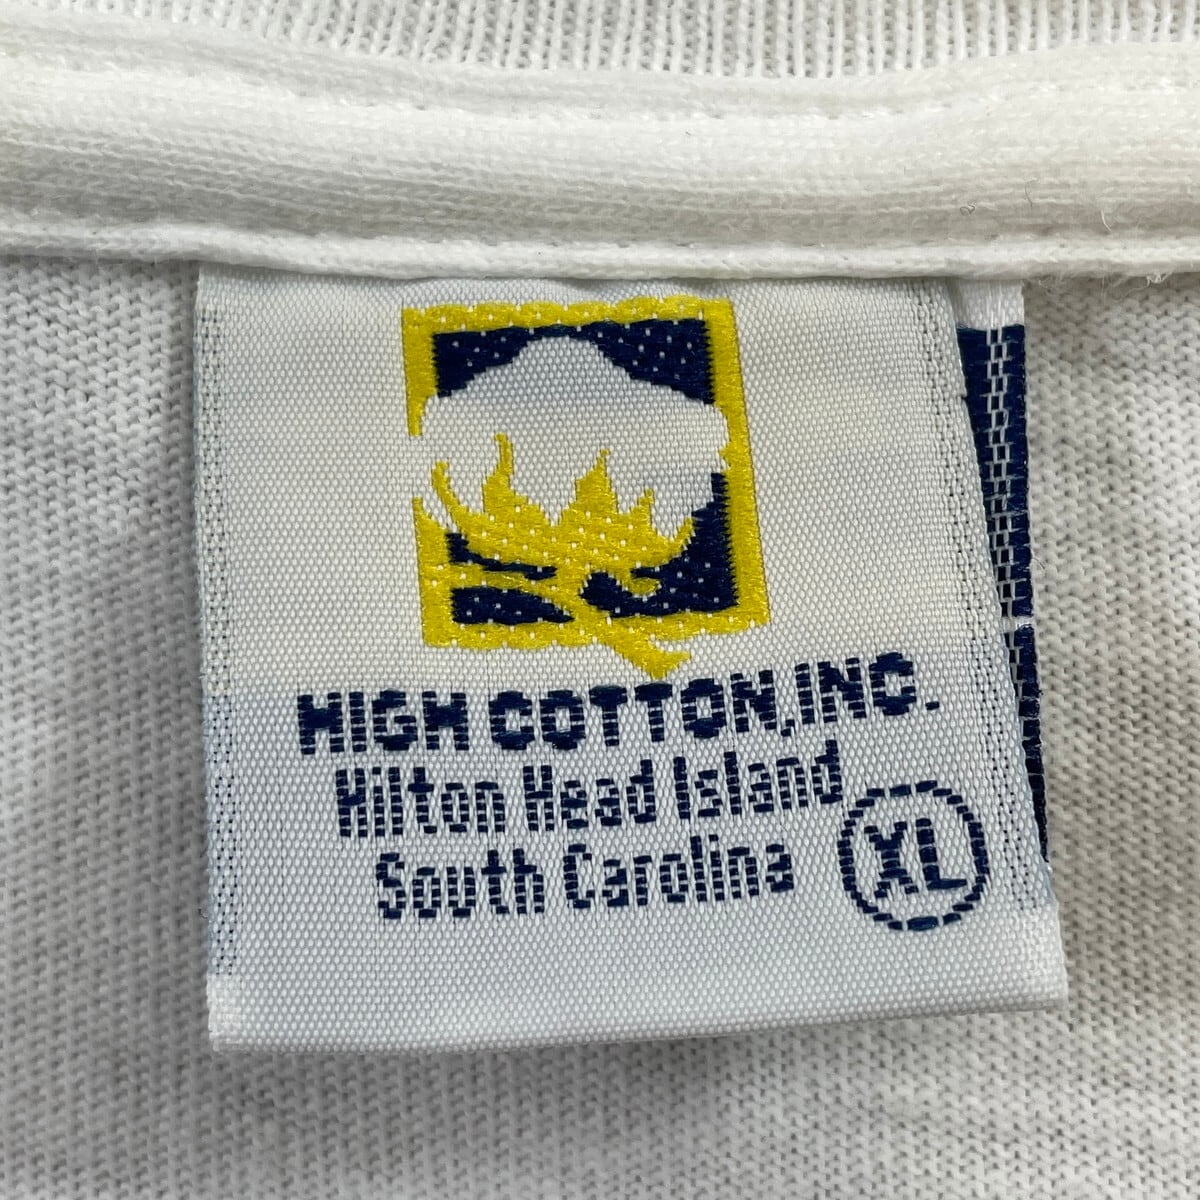 HIGH COTTON, INC.
Hilton Head Island
South Carolina
XL